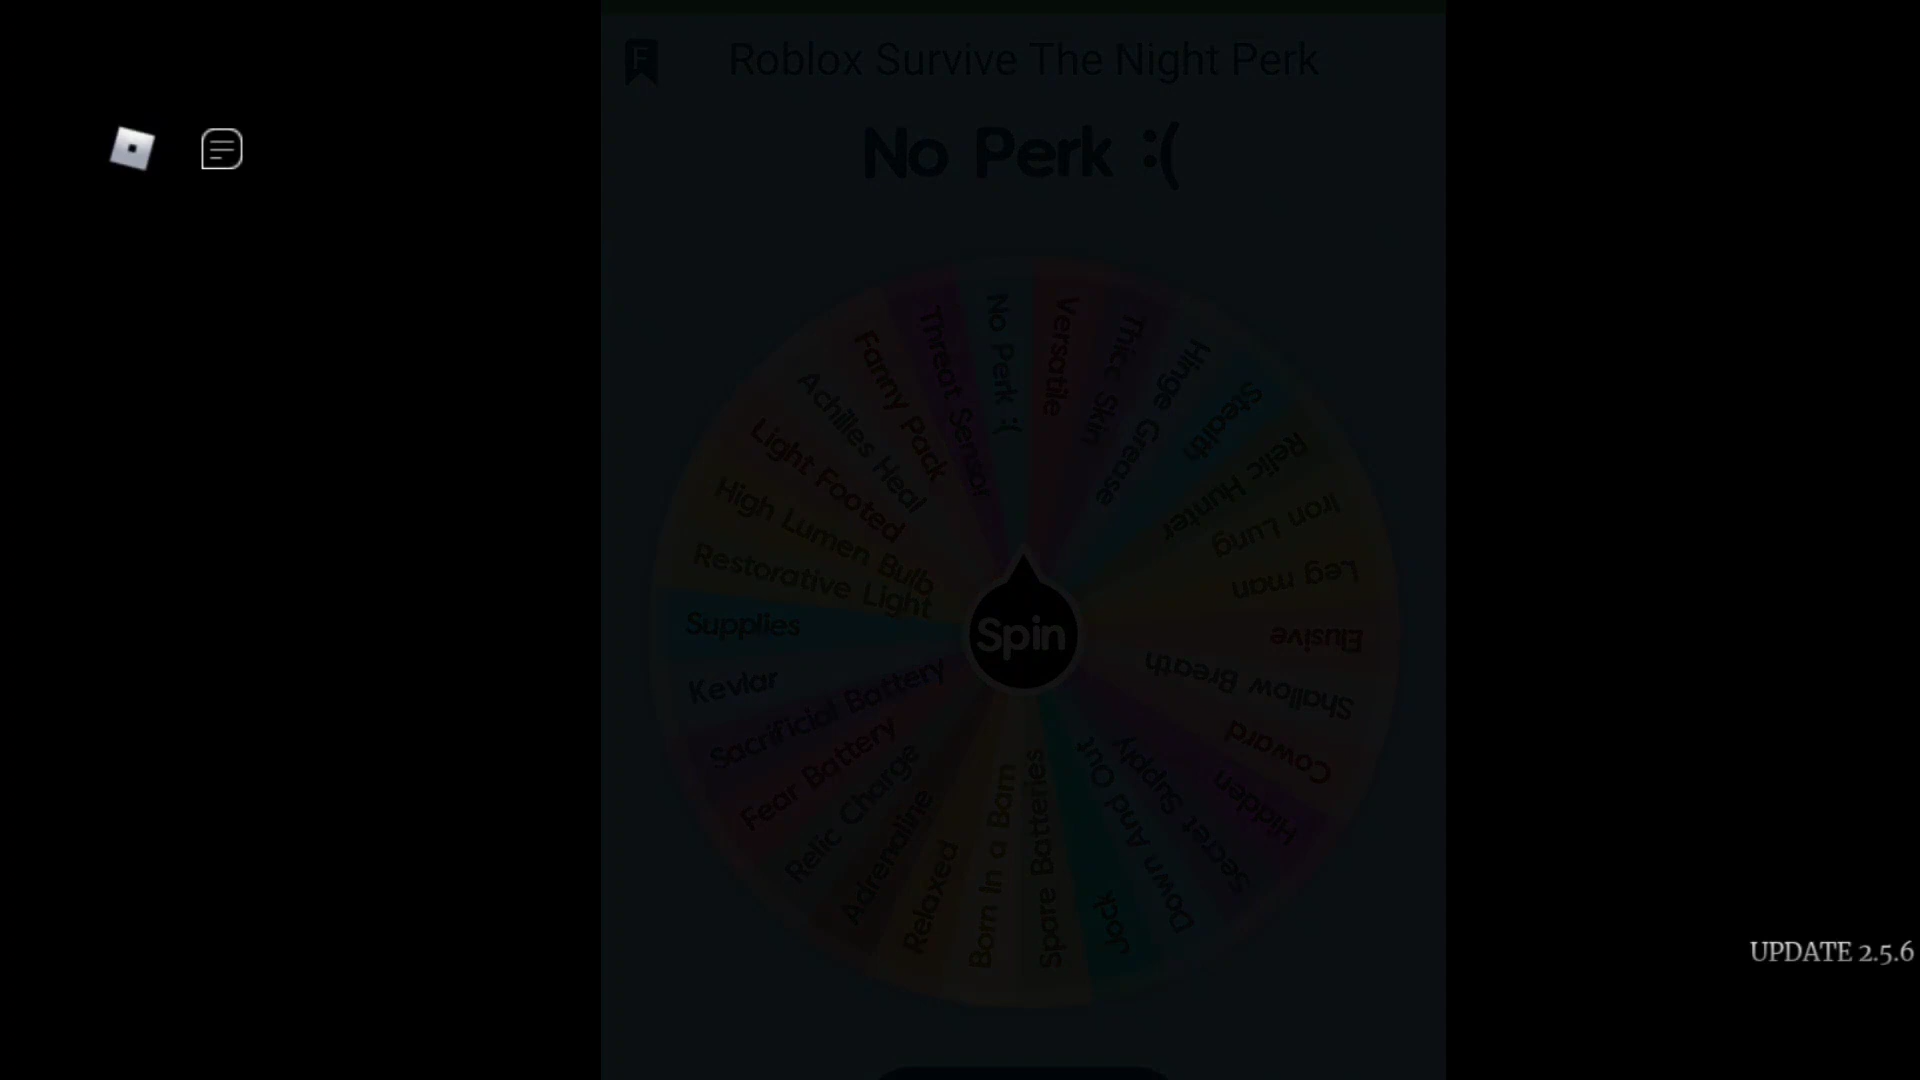 F
Roblox Survive The Night Perk
No Perk :(
No Perk :(
Versatile
Thicc Skin
Hinge Grease
Stealth
Relic Hunter
Iron Lung
Leg man
Elusive
Shallow Breath
Coward
Hidden
Secret Supply
Down And Out
Jock
Spare Batteries
Born In a Barn
Relaxed
Adrenaline
Relic Charge
Fear Battery
Sacrificial Battery
Kevlar
Supplies
Restorative Light
High Lumen Bulb
Light Footed
Achilles Heal
Fanny Pack
Threat Sensor
Spin
UPDATE 2.5.6